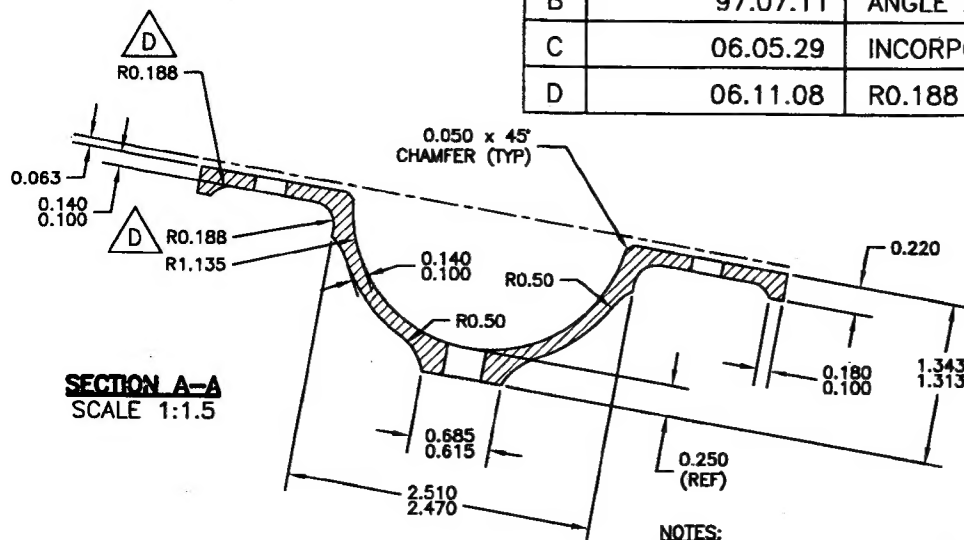 B 97.07.11 ANGLE
C 06.05.29 INCORP
D 06.11.08 R0.188
D
R0.188
0.050 x 45°
CHAMFER (TYP)
0.063
0.140
0.100
D
R0.188
R1.135
0.140
0.100
R0.50
R0.50
0.220
SECTION A-A
SCALE 1:1.5
0.180
0.100
1.343
1.313
0.685
0.615
0.250
(REF)
2.510
2.470
NOTES: